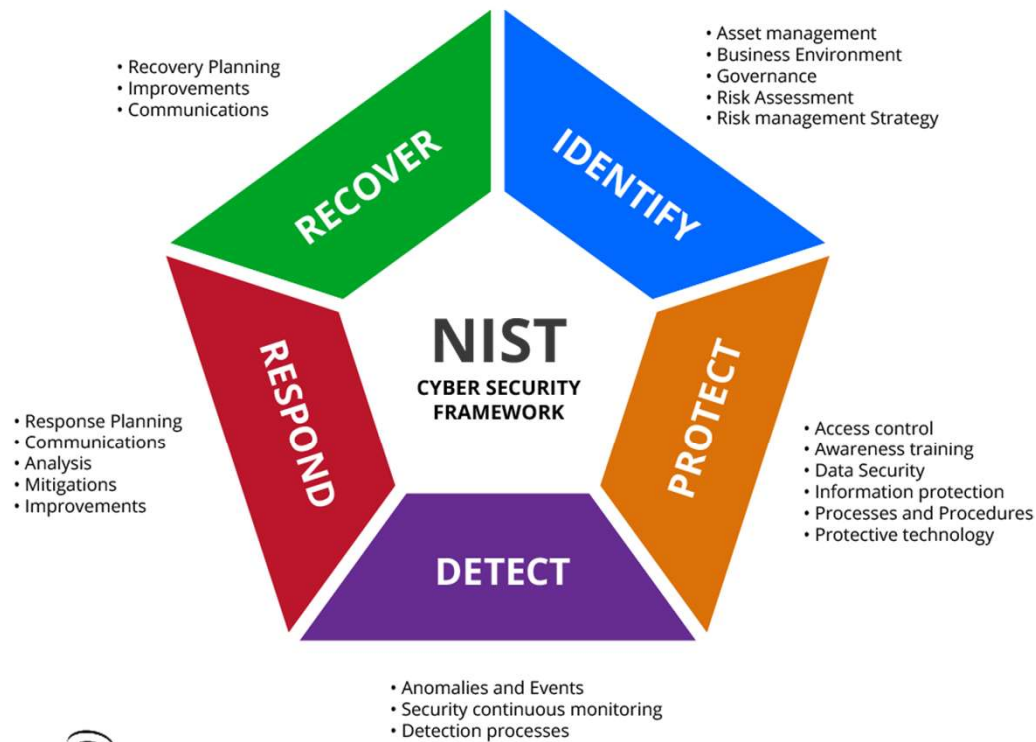 • Recovery Planning
• Improvements
• Communications
• Asset management
• Business Environment
• Governance
• Risk Assessment
• Risk management Strategy
RECOVER
IDENTIFY
NIST
CYBER SECURITY
FRAMEWORK
RESPOND
PROTECT
• Response Planning
• Communications
• Analysis
• Mitigations
• Improvements
• Access control
• Awareness training
• Data Security
• Information protection
• Processes and Procedures
• Protective technology
DETECT
• Anomalies and Events
• Security continuous monitoring
• Detection processes